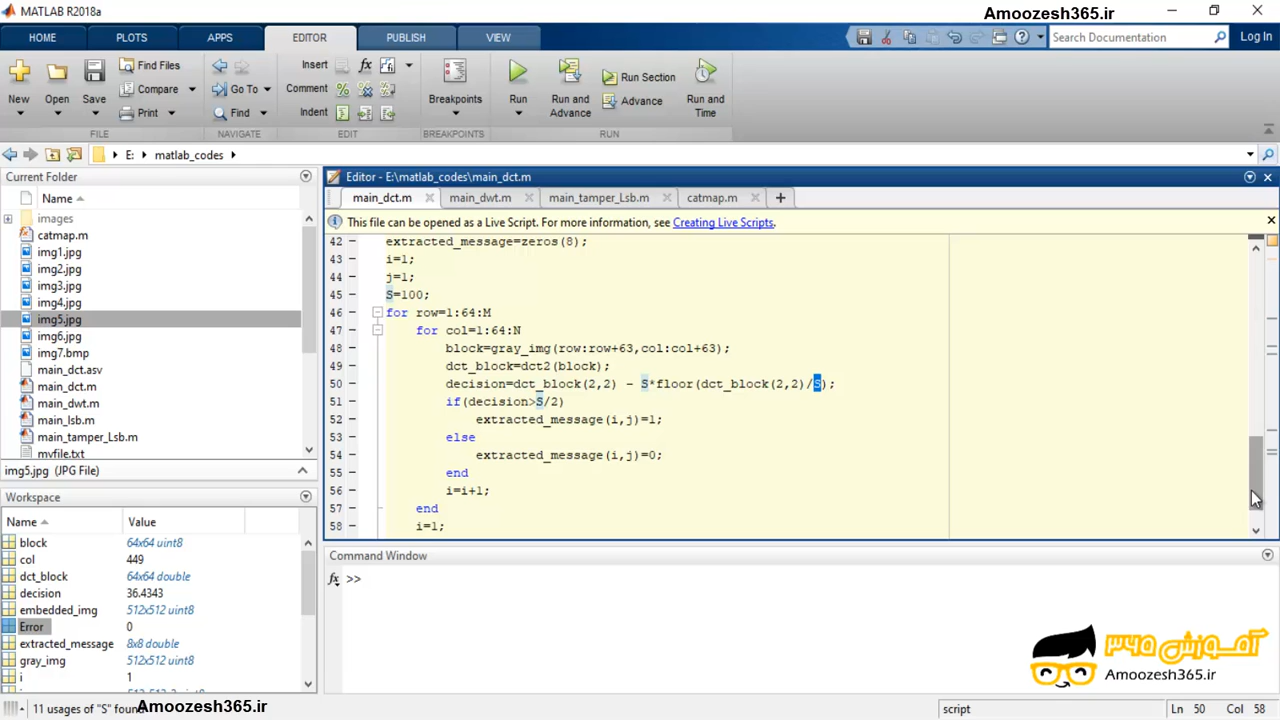 MATLAB R2018a
Amoozesh365.ir
HOME PLOTS APPS EDITOR PUBLISH VIEW
Search Documentation
Log In
New Open Save Find Files Compare Print
Go To Find
Insert fx
Comment
Indent
Breakpoints Run Run and Advance Run Section Advance Run and Time
FILE NAVIGATE EDIT BREAKPOINTS RUN
E: matlab_codes
Current Folder
Name
images
catmap.m
img1.jpg
img2.jpg
img3.jpg
img4.jpg
img5.jpg
img6.jpg
img7.bmp
main_dct.asv
main_dct.m
main_dwt.m
main_lsb.m
main_tamper_Lsb.m
myfile.txt
img5.jpg (JPG File)
Workspace
Name Value
block 64x64 uint8
col 449
dct_block 64x64 double
decision 36.4343
embedded_img 512x512 uint8
Error 0
extracted_message 8x8 double
gray_img 512x512 uint8
i 1
Editor - E:\matlab_codes\main_dct.m
main_dct.m main_dwt.m main_tamper_Lsb.m catmap.m
This file can be opened as a Live Script. For more information, see Creating Live Scripts.
42 extracted_message=zeros(8);
43 i=1;
44 j=1;
45 S=100;
46 for row=1:64:M
47 for col=1:64:N
48 block=gray_img(row:row+63,col:col+63);
49 dct_block=dct2(block);
50 decision=dct_block(2,2) - S*floor(dct_block(2,2)/S);
51 if(decision>S/2)
52 extracted_message(i,j)=1;
53 else
54 extracted_message(i,j)=0;
55 end
56 i=i+1;
57 end
58 i=1;
Command Window
fx >>
آموزش ۳۶۵
Amoozesh365.ir
11 usages of "S" foun
Amoozesh365.ir
script
Ln 50 Col 58